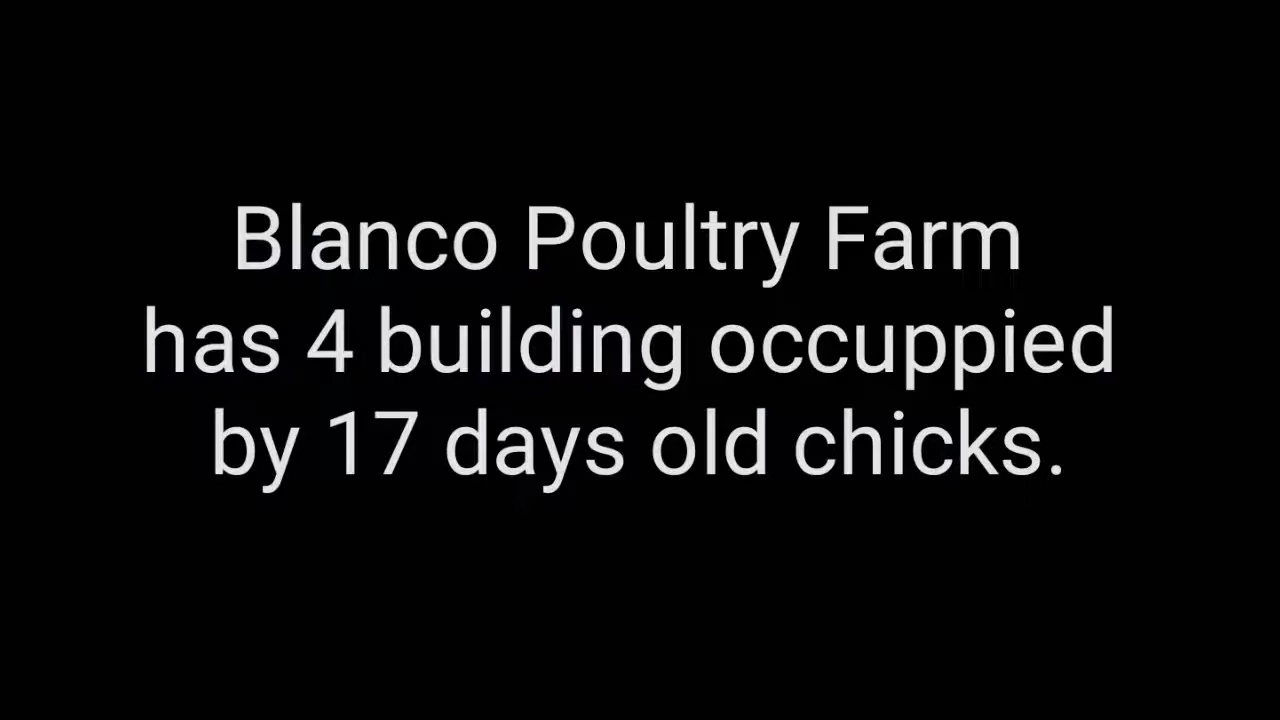 Blanco Poultry Farm
has 4 building occuppied
by 17 days old chicks.